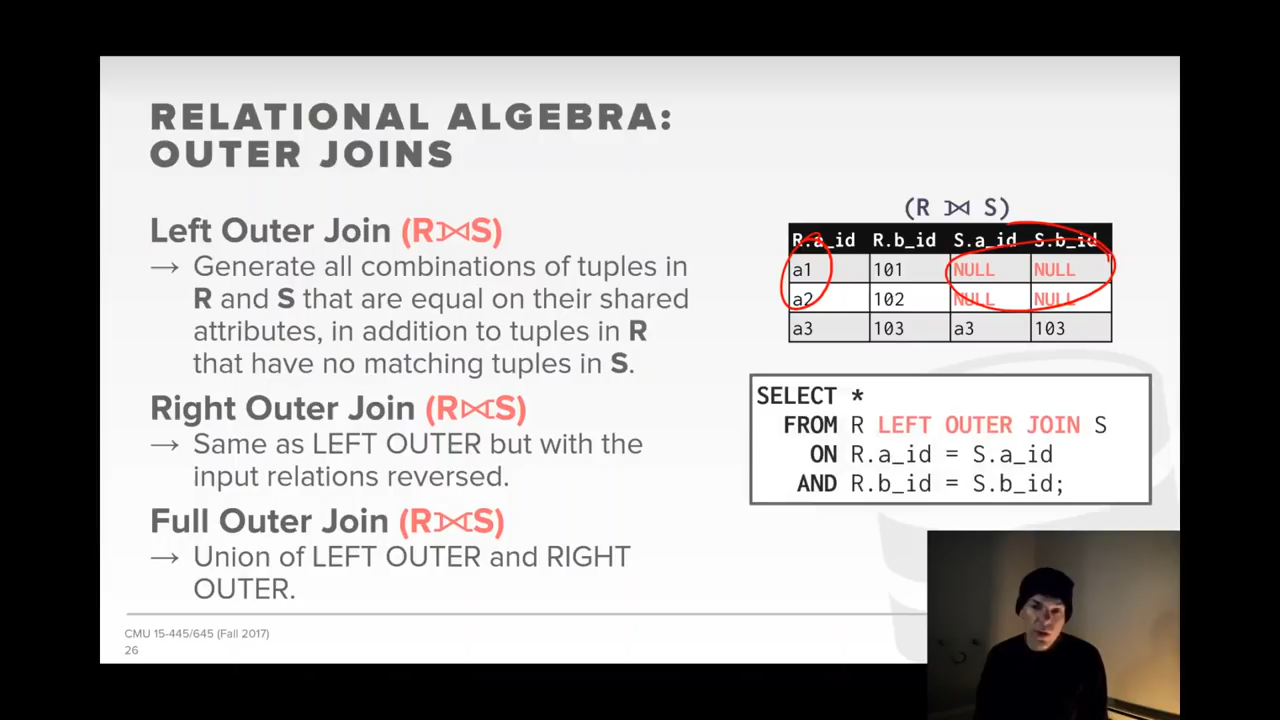 RELATIONAL ALGEBRA:
OUTER JOINS
Left Outer Join (R⟕S)
→ Generate all combinations of tuples in
R and S that are equal on their shared
attributes, in addition to tuples in R
that have no matching tuples in S.
Right Outer Join (R⟖S)
→ Same as LEFT OUTER but with the
input relations reversed.
Full Outer Join (R⟗S)
→ Union of LEFT OUTER and RIGHT
OUTER.
(R ⟕ S)
R.a_id R.b_id S.a_id S.b_id
a1 101 NULL NULL
a2 102 NULL NULL
a3 103 a3 103
SELECT *
FROM R LEFT OUTER JOIN S
ON R.a_id = S.a_id
AND R.b_id = S.b_id;
CMU 15-445/645 (Fall 2017)
26